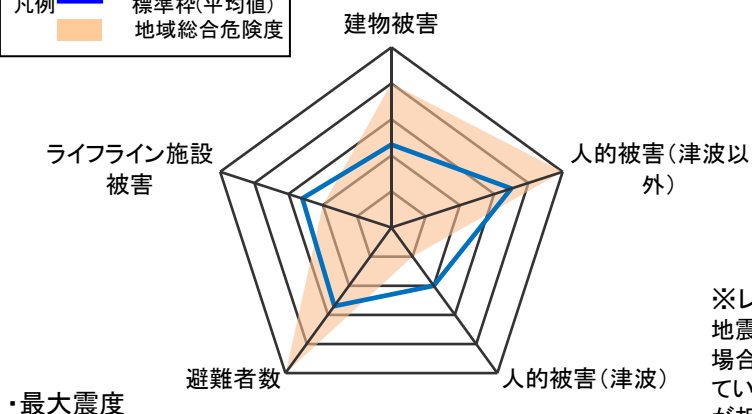 凡例 標準枠(平均値)
地域総合危険度
建物被害
ライフライン施設
被害
人的被害(津波以
外)
避難者数
人的被害(津波)
・最大震度
※レ
地震
場合
てい